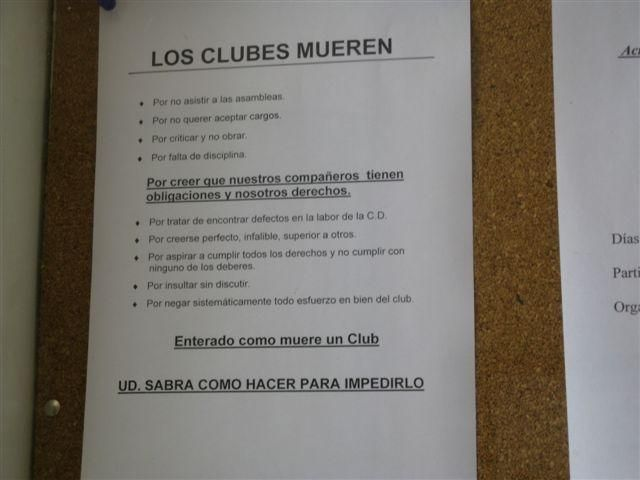 LOS CLUBES MUEREN
Por no asistir a las asambleas.
Por no querer aceptar cargos.
Por criticar y no obrar.
Por falta de disciplina.
Por creer que nuestros compañeros tienen
obligaciones y nosotros derechos.
Por tratar de encontrar defectos en la labor de la C.D.
Por creerse perfecto, infalible, superior a otros.
Por aspirar a cumplir todos los derechos y no cumplir con
ninguno de los deberes.
Por insultar sin discutir.
Por negar sistemáticamente todo esfuerzo en bien del club.
Enterado como muere un Club
UD. SABRA COMO HACER PARA IMPEDIRLO
Días